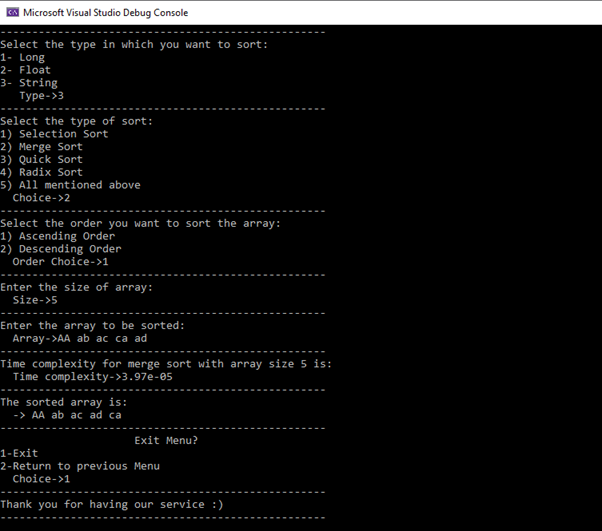 Microsoft Visual Studio Debug Console
---------------------------------------------------
Select the type in which you want to sort:
1- Long
2- Float
3- String
   Type->3
---------------------------------------------------
Select the type of sort:
1) Selection Sort
2) Merge Sort
3) Quick Sort
4) Radix Sort
5) All mentioned above
  Choice->2
---------------------------------------------------
Select the order you want to sort the array:
1) Ascending Order
2) Descending Order
  Order Choice->1
---------------------------------------------------
Enter the size of array:
  Size->5
---------------------------------------------------
Enter the array to be sorted:
  Array->AA ab ac ca ad
---------------------------------------------------
Time complexity for merge sort with array size 5 is:
  Time complexity->3.97e-05
---------------------------------------------------
The sorted array is:
  -> AA ab ac ad ca
---------------------------------------------------
                     Exit Menu?
1-Exit
2-Return to previous Menu
  Choice->1
---------------------------------------------------
Thank you for having our service :)
---------------------------------------------------